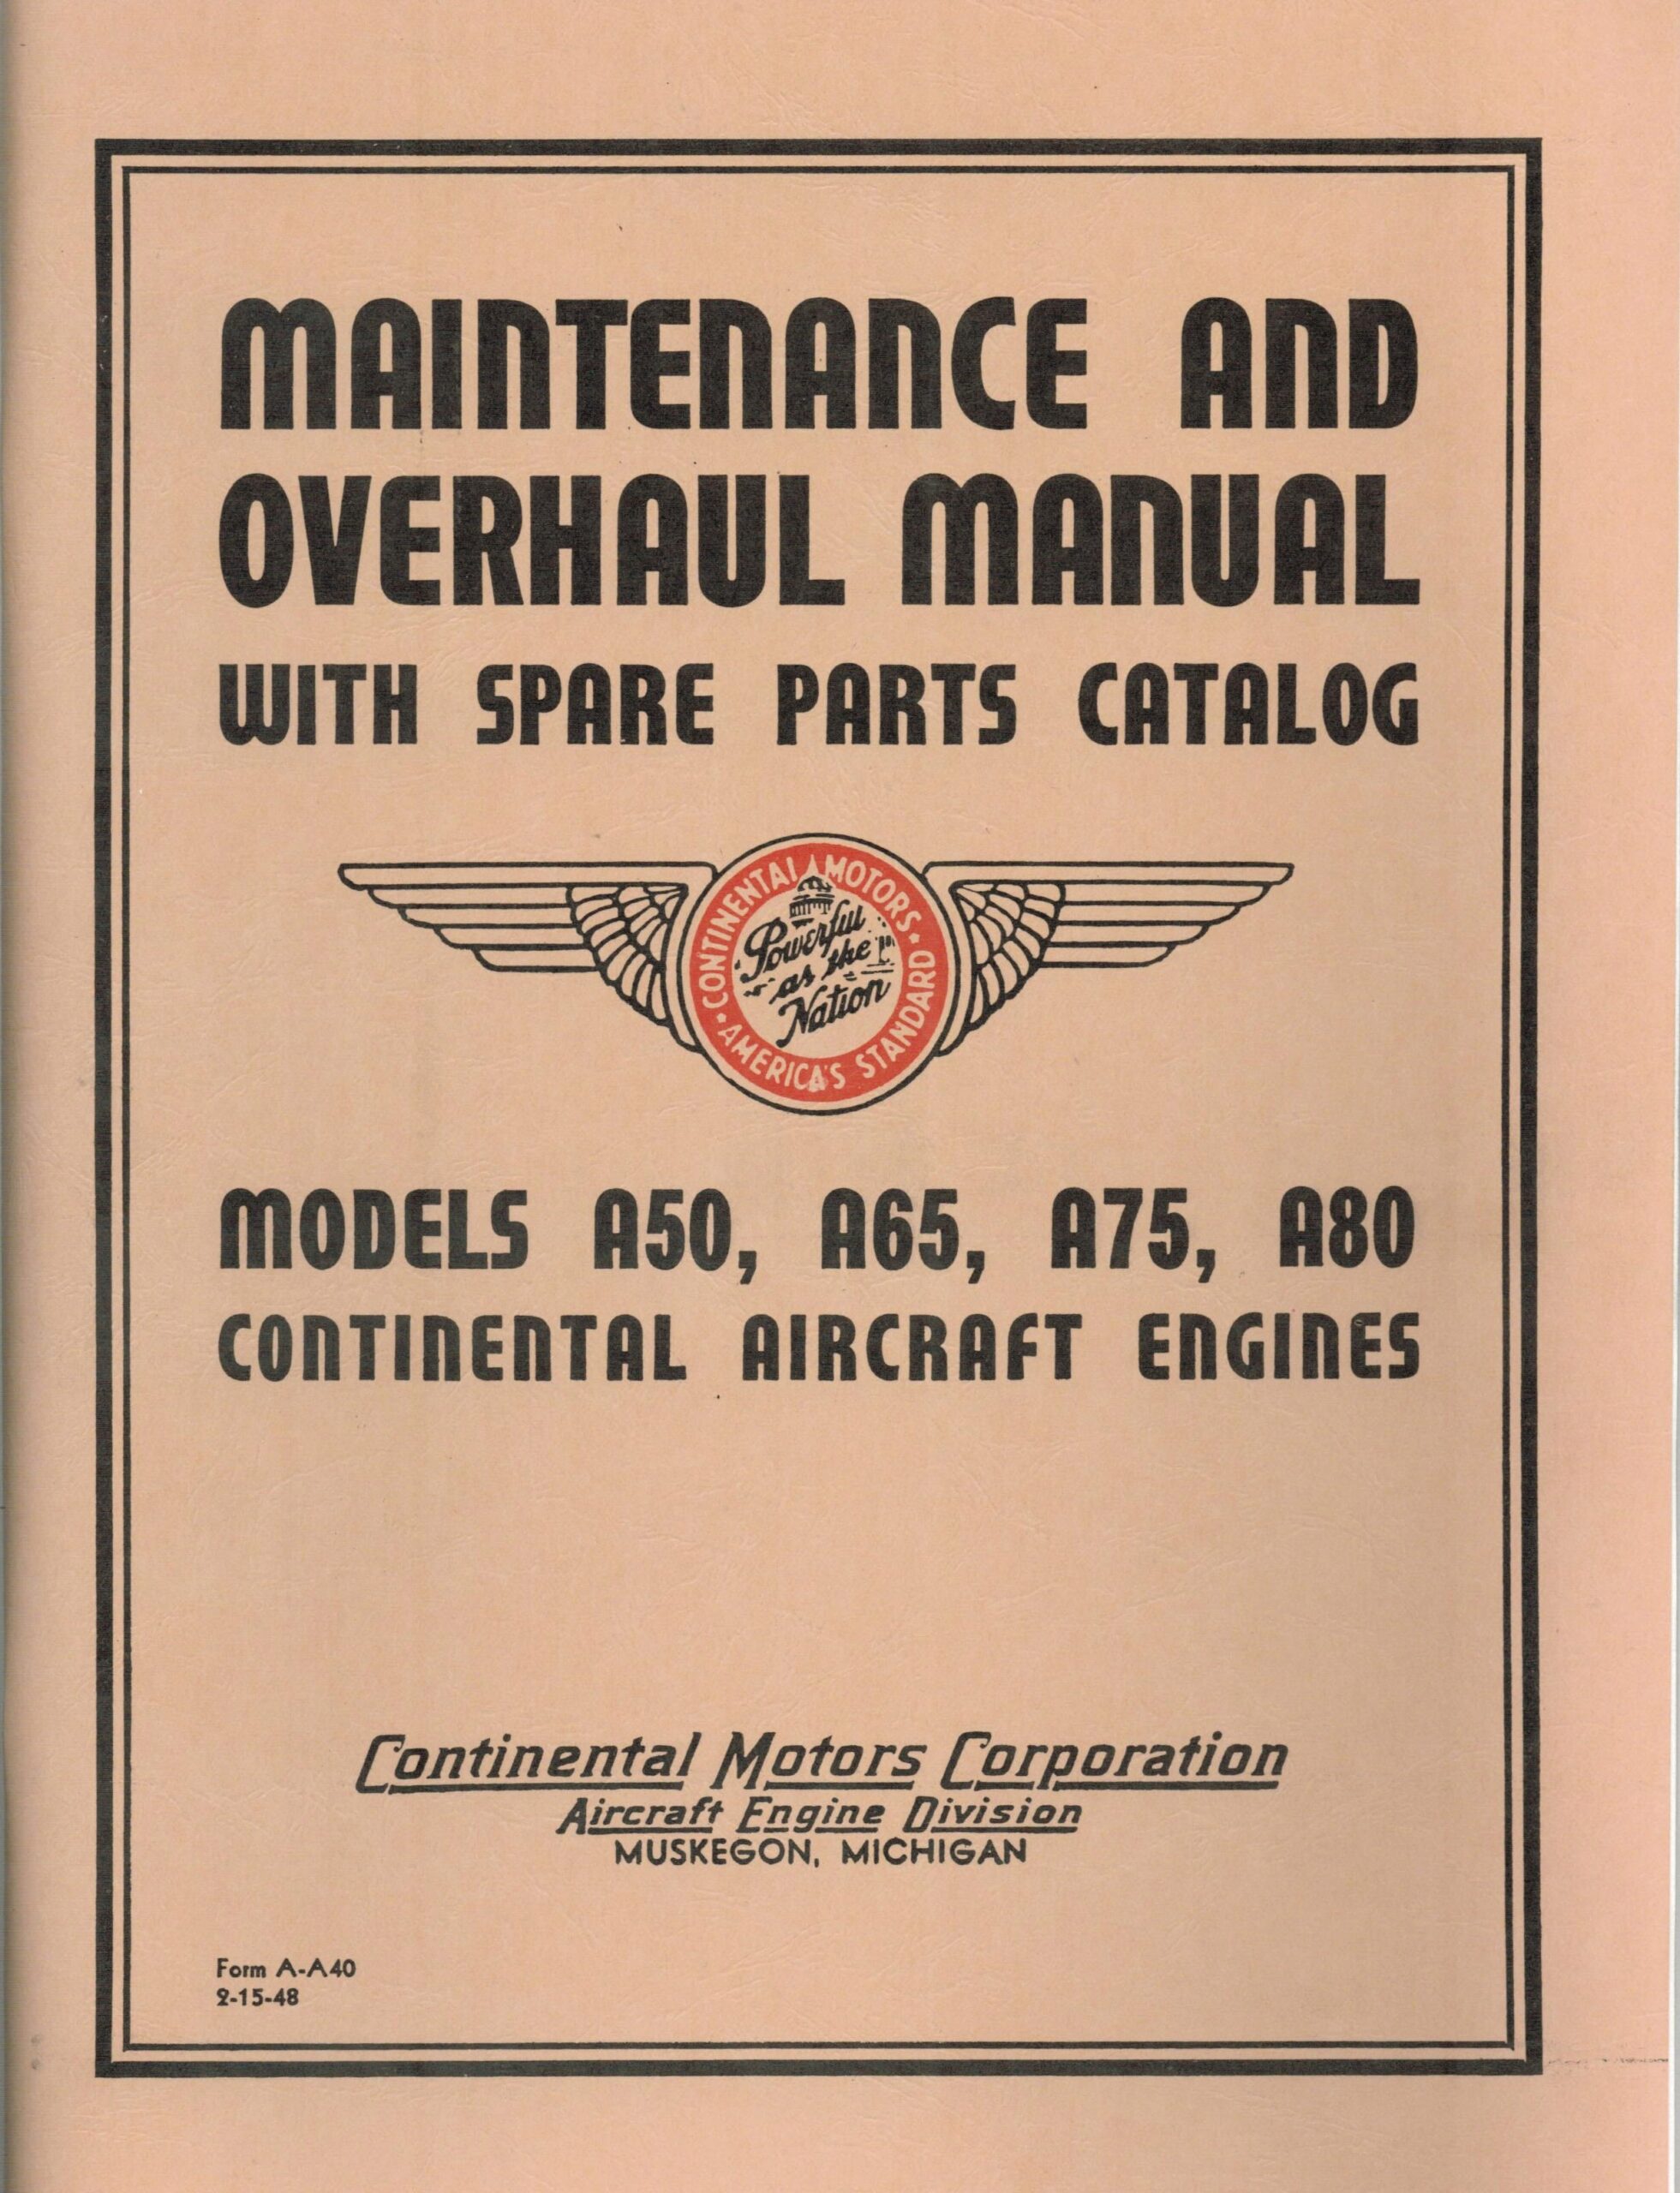 MAINTENANCE AND
OVERHAUL MANUAL
WITH SPARE PARTS CATALOG
CONTINENTAL MOTORS
Powerful
as the
Nation
AMERICA'S STANDARD
MODELS A50, A65, A75, A80
CONTINENTAL AIRCRAFT ENGINES
Continental Motors Corporation
Aircraft Engine Division
MUSKEGON, MICHIGAN
Form A-A40
2-15-48